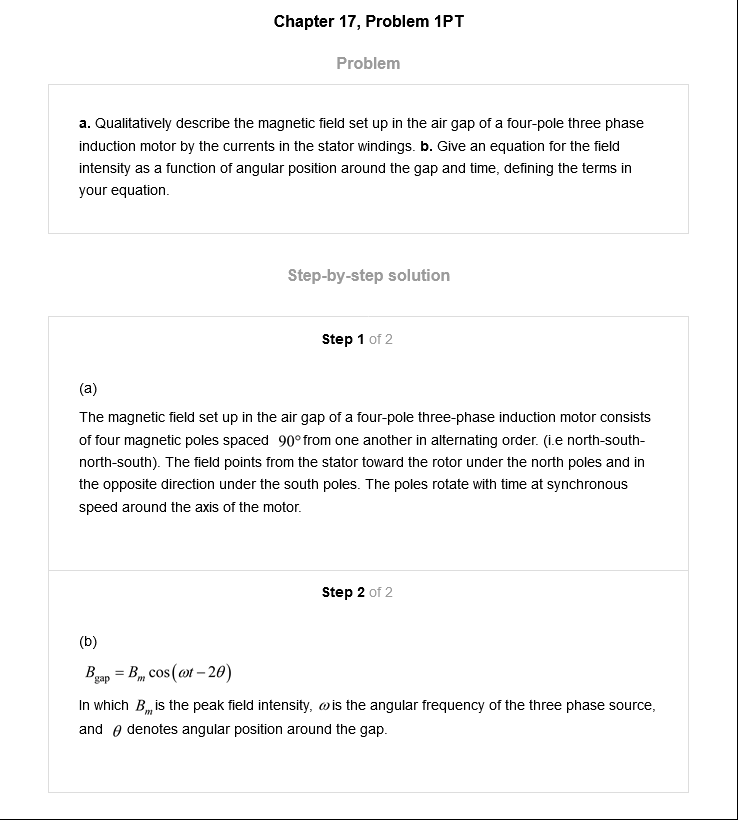 Chapter 17, Problem 1PT
Problem
a. Qualitatively describe the magnetic field set up in the air gap of a four-pole three phase
induction motor by the currents in the stator windings. b. Give an equation for the field
intensity as a function of angular position around the gap and time, defining the terms in
your equation.
Step-by-step solution
Step 1 of 2
(a)
The magnetic field set up in the air gap of a four-pole three-phase induction motor consists
of four magnetic poles spaced 90° from one another in alternating order. (i.e north-south-
north-south). The field points from the stator toward the rotor under the north poles and in
the opposite direction under the south poles. The poles rotate with time at synchronous
speed around the axis of the motor.
Step 2 of 2
(b)
B_gap = B_m cos(ωt − 2θ)
In which B_m is the peak field intensity, ω is the angular frequency of the three phase source,
and θ denotes angular position around the gap.